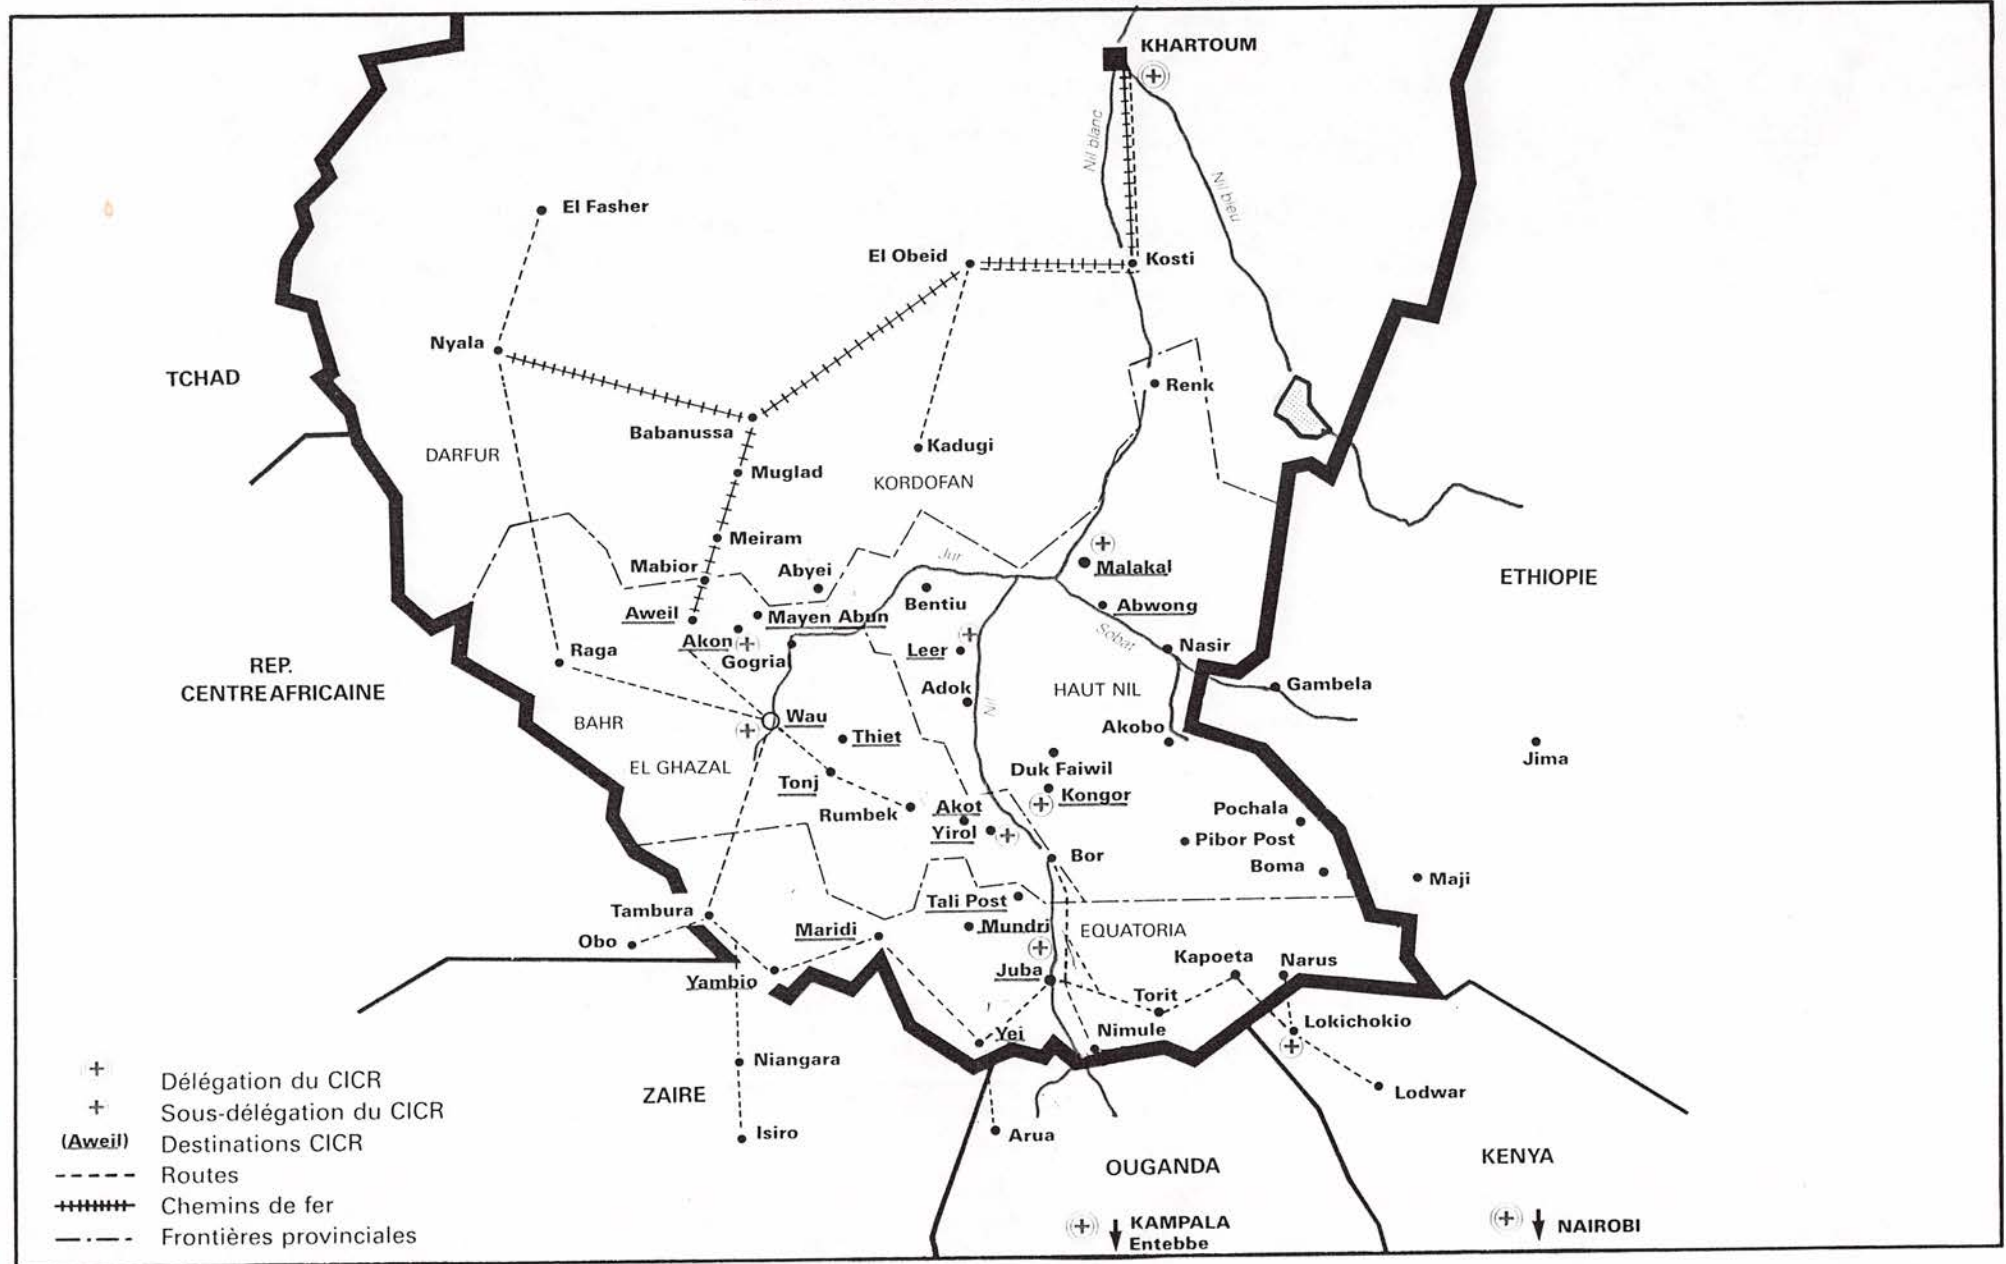 KHARTOUM
Nil blanc
Nil bleu
El Fasher
El Obeid
Kosti
Nyala
TCHAD
Renk
Babanussa
Kadugi
DARFUR
Muglad
KORDOFAN
Meiram
Jur
Mabior
Abyei
Malakal
ETHIOPIE
Aweil
Mayen Abun
Bentiu
Abwong
Akon
Sobat
Gogrial
Leer
Nasir
Raga
REP.
CENTREAFRICAINE
Adok
Nil
HAUT NIL
Gambela
BAHR
Wau
Thiet
Akobo
Jima
EL GHAZAL
Duk Faiwil
Tonj
Kongor
Rumbek
Akot
Pochala
Yirol
Pibor Post
Bor
Boma
Maji
Tali Post
Tambura
Maridi
Mundri
EQUATORIA
Obo
Kapoeta
Narus
Yambio
Juba
Torit
Lokichokio
Yei
Nimule
Niangara
ZAIRE
Lodwar
Isiro
Arua
OUGANDA
KENYA
KAMPALA
Entebbe
NAIROBI
Délégation du CICR
Sous-délégation du CICR
(Aweil) Destinations CICR
Routes
Chemins de fer
Frontières provinciales